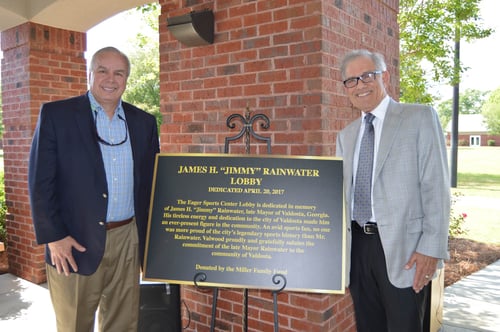 JAMES H. "JIMMY" RAINWATER
LOBBY
DEDICATED APRIL 20, 2017
The Eager Sports Center Lobby is dedicated in memory
of James H. "Jimmy" Rainwater, late Mayor of Valdosta, Georgia.
His tireless energy and dedication to the city of Valdosta made him
an ever-present figure in the community. An avid sports fan, no one
was more proud of the city's legendary sports history than Mr.
Rainwater. Valwood proudly and gratefully salutes the
commitment of the late Mayor Rainwater to the
community of Valdosta.
Donated by the Miller Family Fund